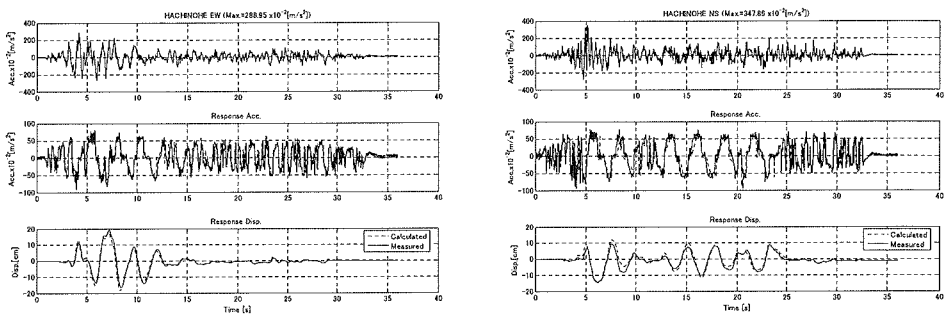 HACHINOHE EW (Max.=288.95 x10⁻²[m/s²])
Acc.x10⁻²[m/s²]
400
200
0
-200
-400
0 5 10 15 20 25 30 35 40
Response Acc.
Acc.x10⁻²[m/s²]
100
50
0
-50
-100
0 5 10 15 20 25 30 35 40
Response Disp.
Disp.[cm]
20
10
0
-10
-20
Calculated
Measured
0 5 10 15 20 25 30 35 40
Time [s]
HACHINOHE NS (Max.=347.86 x10⁻²[m/s²])
Acc.x10⁻²[m/s²]
400
200
0
-200
-400
0 5 10 15 20 25 30 35 40
Response Acc.
Acc.x10⁻²[m/s²]
100
50
0
-50
-100
0 5 10 15 20 25 30 35 40
Response Disp.
Disp.[cm]
20
10
0
-10
-20
Calculated
Measured
0 5 10 15 20 25 30 35 40
Time [s]